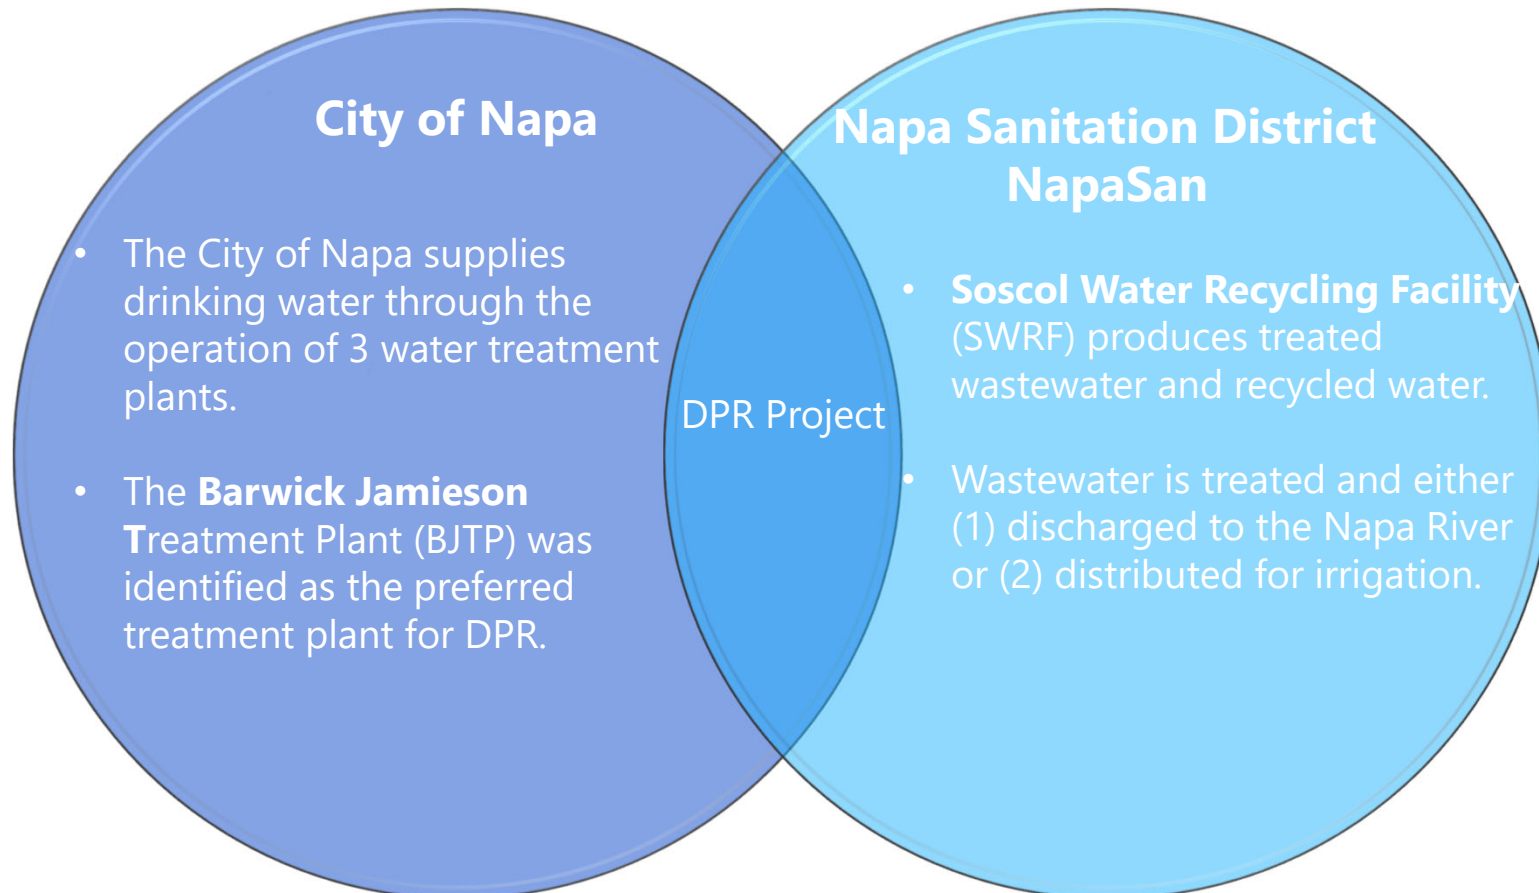 City of Napa
• The City of Napa supplies
drinking water through the
operation of 3 water treatment
plants.
• The Barwick Jamieson
Treatment Plant (BJTP) was
identified as the preferred
treatment plant for DPR.
DPR Project
Napa Sanitation District
NapaSan
• Soscol Water Recycling Facility
(SWRF) produces treated
wastewater and recycled water.
• Wastewater is treated and either
(1) discharged to the Napa River
or (2) distributed for irrigation.